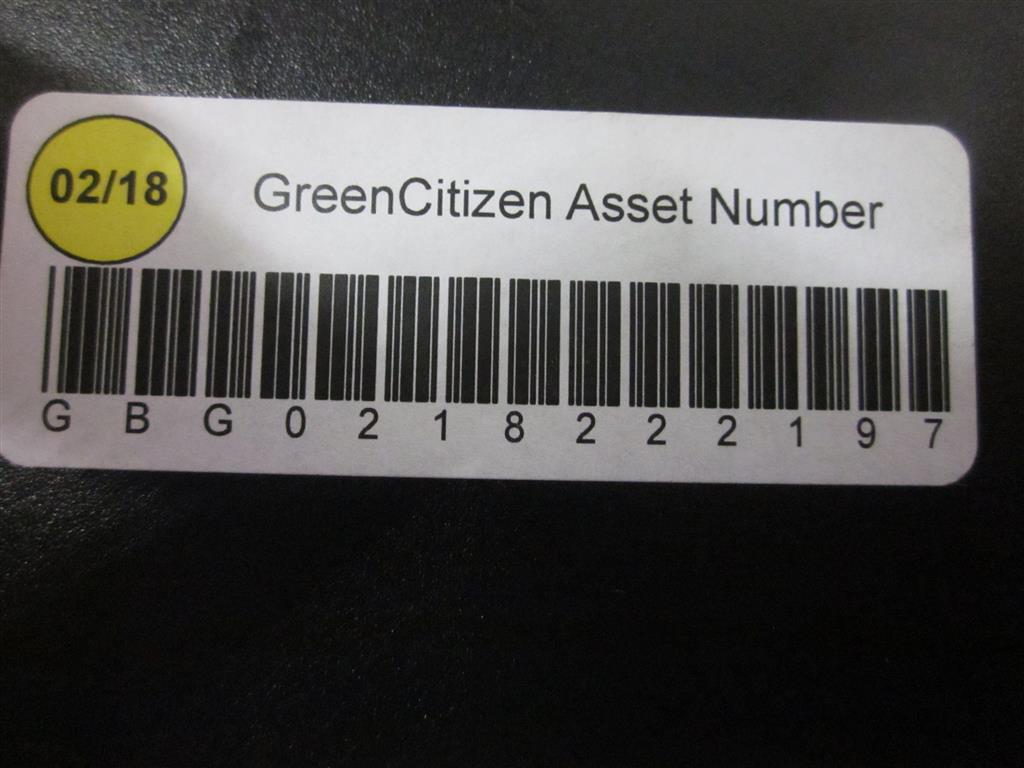 02/18
GreenCitizen Asset Number
G B G 0 2 1 8 2 2 2 1 9 7